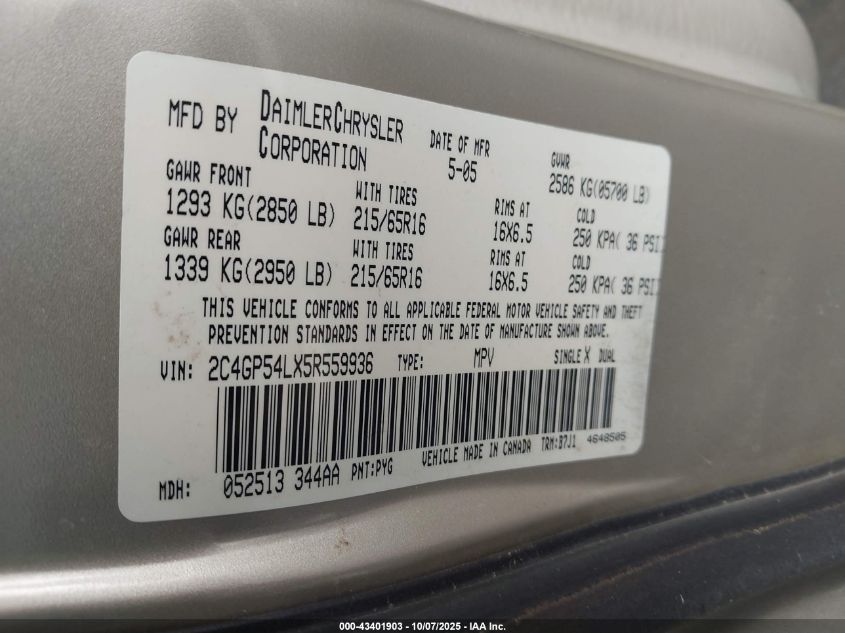 MFD BY DAIMLERCHRYSLER CORPORATION DATE OF MFR 5-05 GVWR 2586 KG(05700 LB)
GAWR FRONT WITH TIRES RIMS AT COLD
1293 KG(2850 LB) 215/65R16 16X6.5 250 KPA( 36 PSI)
GAWR REAR WITH TIRES RIMS AT COLD
1339 KG(2950 LB) 215/65R16 16X6.5 250 KPA( 36 PSI)
THIS VEHICLE CONFORMS TO ALL APPLICABLE FEDERAL MOTOR VEHICLE SAFETY AND THEFT
PREVENTION STANDARDS IN EFFECT ON THE DATE OF MANUFACTURE SHOWN ABOVE.
VIN: 2C4GP54LX5R559936 TYPE: MPV SINGLE X DUAL
MDH: 052513 344AA PNT:PYG VEHICLE MADE IN CANADA TRM:B7J1 4648505
000-43401903 - 10/07/2025 - IAA Inc.